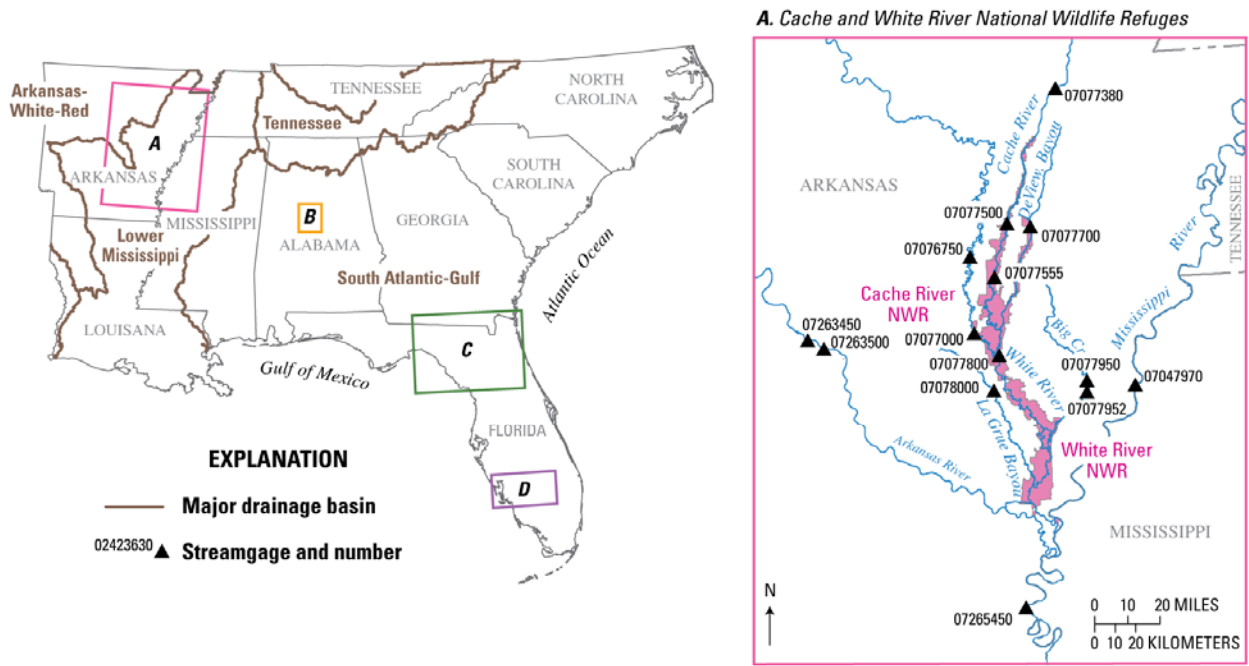 Arkansas-
White-Red
TENNESSEE
Tennessee
NORTH
CAROLINA
SOUTH
CAROLINA
A
ARKANSAS
MISSISSIPPI
Lower
Mississippi
B
ALABAMA
GEORGIA
South Atlantic-Gulf
Atlantic Ocean
LOUISANA
Gulf of Mexico
C
FLORIDA
D
EXPLANATION
Major drainage basin
02423630
Streamgage and number
A. Cache and White River National Wildlife Refuges
07077380
Cache River
DeView Bayou
ARKANSAS
TENNESSEE
07077500
07077700
River
07076750
07077555
Cache River
NWR
Big Cr.
Mississippi
07263450
07263500
07077000
07077800
White River
07077950
07047970
07078000
07077952
La Grue Bayou
Arkansas River
White River
NWR
MISSISSIPPI
N
07265450
0 10 20 MILES
0 10 20 KILOMETERS